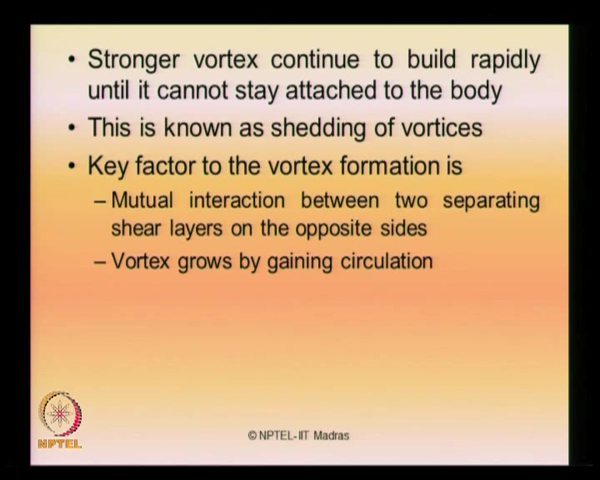 • Stronger vortex continue to build rapidly
until it cannot stay attached to the body
• This is known as shedding of vortices
• Key factor to the vortex formation is
– Mutual interaction between two separating
shear layers on the opposite sides
– Vortex grows by gaining circulation
NPTEL
© NPTEL-IIT Madras